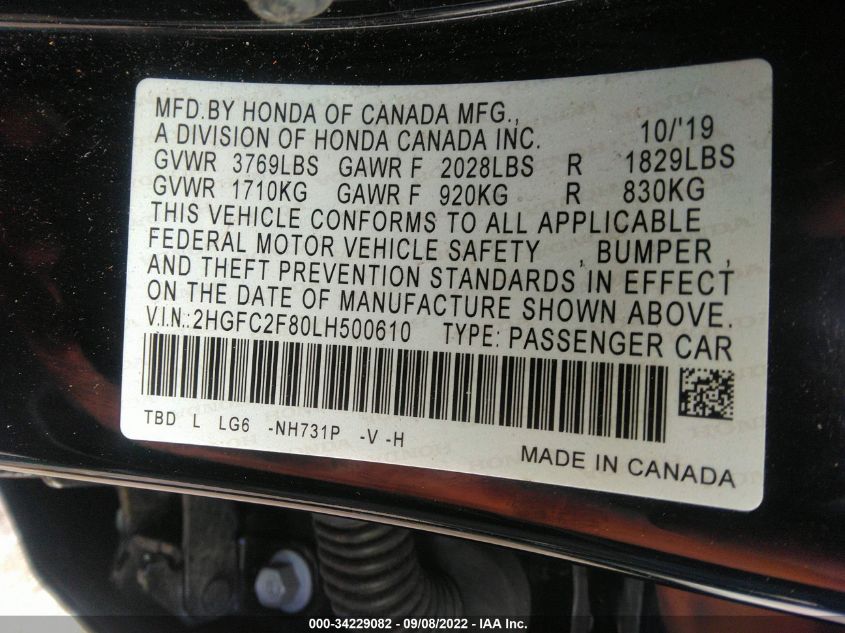 MFD.BY HONDA OF CANADA MFG.,
A DIVISION OF HONDA CANADA INC. 10/'19
GVWR 3769LBS GAWR F 2028LBS R 1829LBS
GVWR 1710KG GAWR F 920KG R 830KG
THIS VEHICLE CONFORMS TO ALL APPLICABLE
FEDERAL MOTOR VEHICLE SAFETY , BUMPER ,
AND THEFT PREVENTION STANDARDS IN EFFECT
ON THE DATE OF MANUFACTURE SHOWN ABOVE.
V.I.N.:2HGFC2F80LH500610 TYPE: PASSENGER CAR
TBD L LG6 -NH731P -V -H
MADE IN CANADA
000-34229082 - 09/08/2022 - IAA Inc.